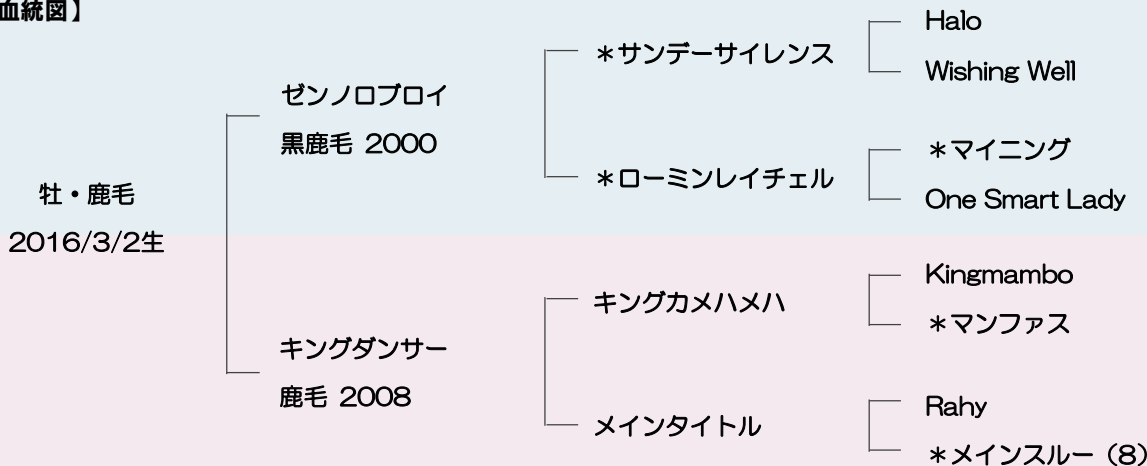 血統図】
牡・鹿毛
2016/3/2生
ゼンノロブロイ
黒鹿毛 2000
キングダンサー
鹿毛 2008
＊サンデーサイレンス
＊ローミンレイチェル
キングカメハメハ
メインタイトル
Halo
Wishing Well
＊マイニング
One Smart Lady
Kingmambo
＊マンファス
Rahy
＊メインスルー（8）